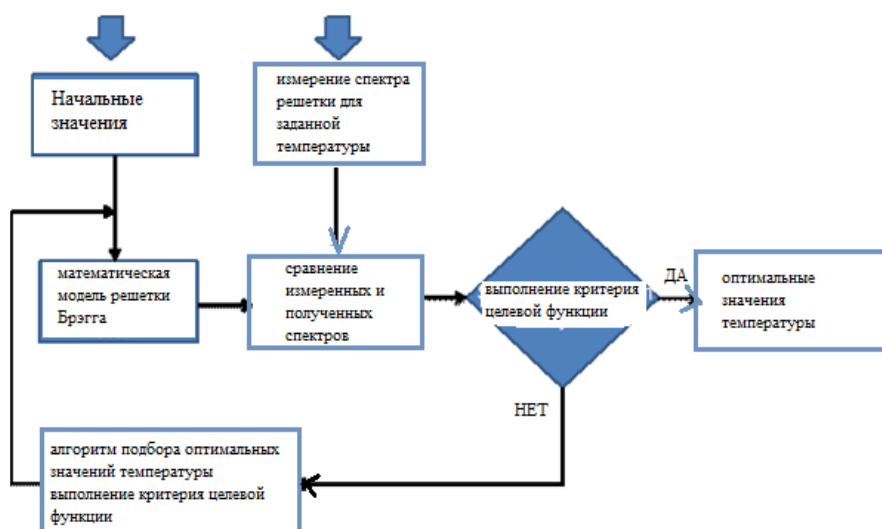 Начальные
значения
измерение спектра
решетки для
заданной
температуры
математическая
модель решетки
Брэгга
сравнение
измеренных и
полученных
спектров
выполнение критерия
целевой функции
ДА
оптимальные
значения
температуры
НЕТ
алгоритм подбора оптимальных
значений температуры
выполнение критерия целевой
функции